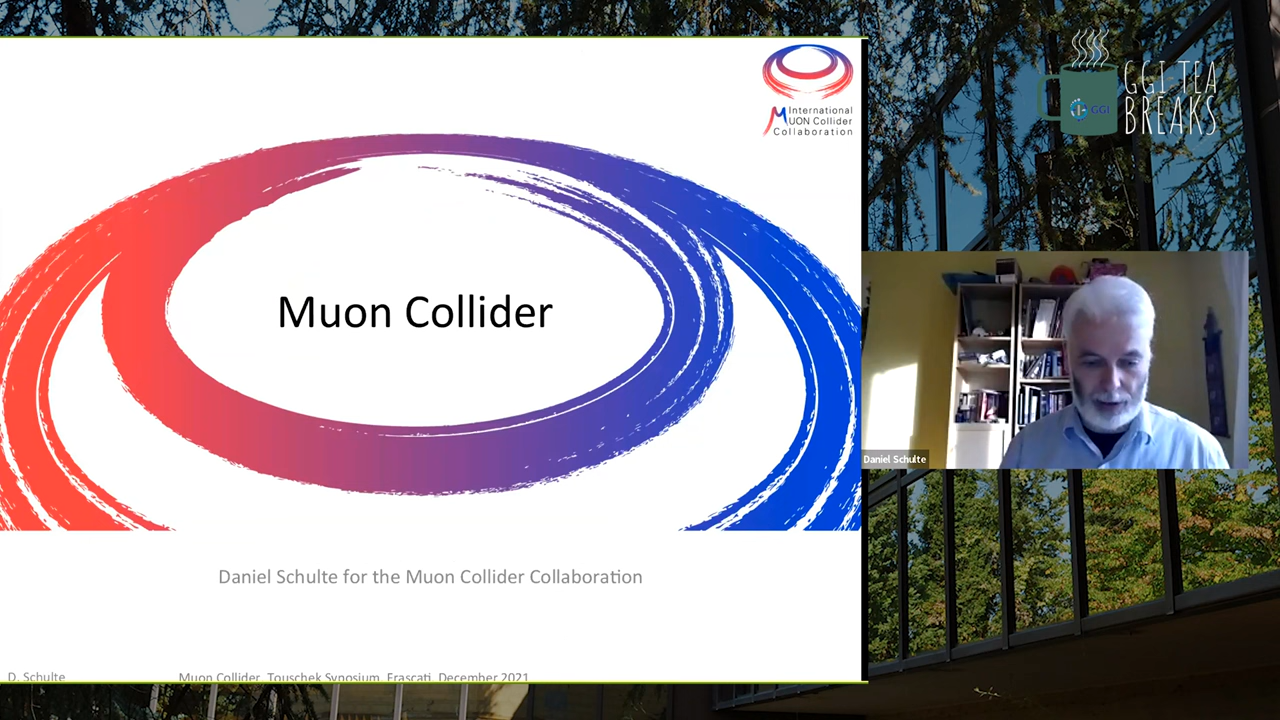 International
MUON Collider
Collaboration
GGI TEA
BREAKS
GGI
Muon Collider
Daniel Schulte
Daniel Schulte for the Muon Collider Collaboration
D. Schulte
Muon Collider, Touschek Synposium, Frascati, December 2021